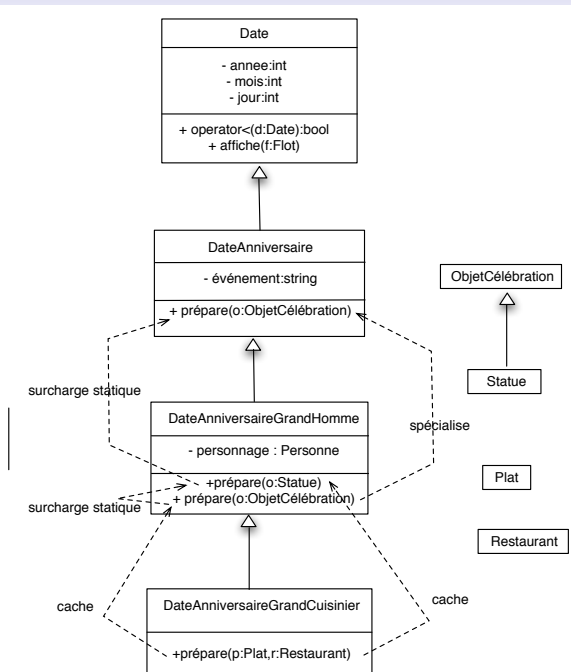 Date
- annee:int
- mois:int
- jour:int
+ operator<(d:Date):bool
+ affiche(f:Flot)
DateAnniversaire
- événement:string
+ prépare(o:ObjetCélébration)
ObjetCélébration
Statue
surcharge statique
spécialise
DateAnniversaireGrandHomme
- personnage : Personne
+prépare(o:Statue)
+ prépare(o:ObjetCélébration)
surcharge statique
Plat
Restaurant
cache
cache
DateAnniversaireGrandCuisinier
+prépare(p:Plat,r:Restaurant)